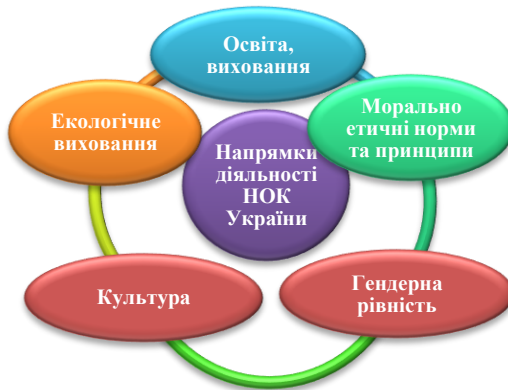 Освіта,
виховання
Морально
етичні норми
та принципи
Екологічне
виховання
Напрямки
діяльності
НОК
України
Культура
Гендерна
рівність